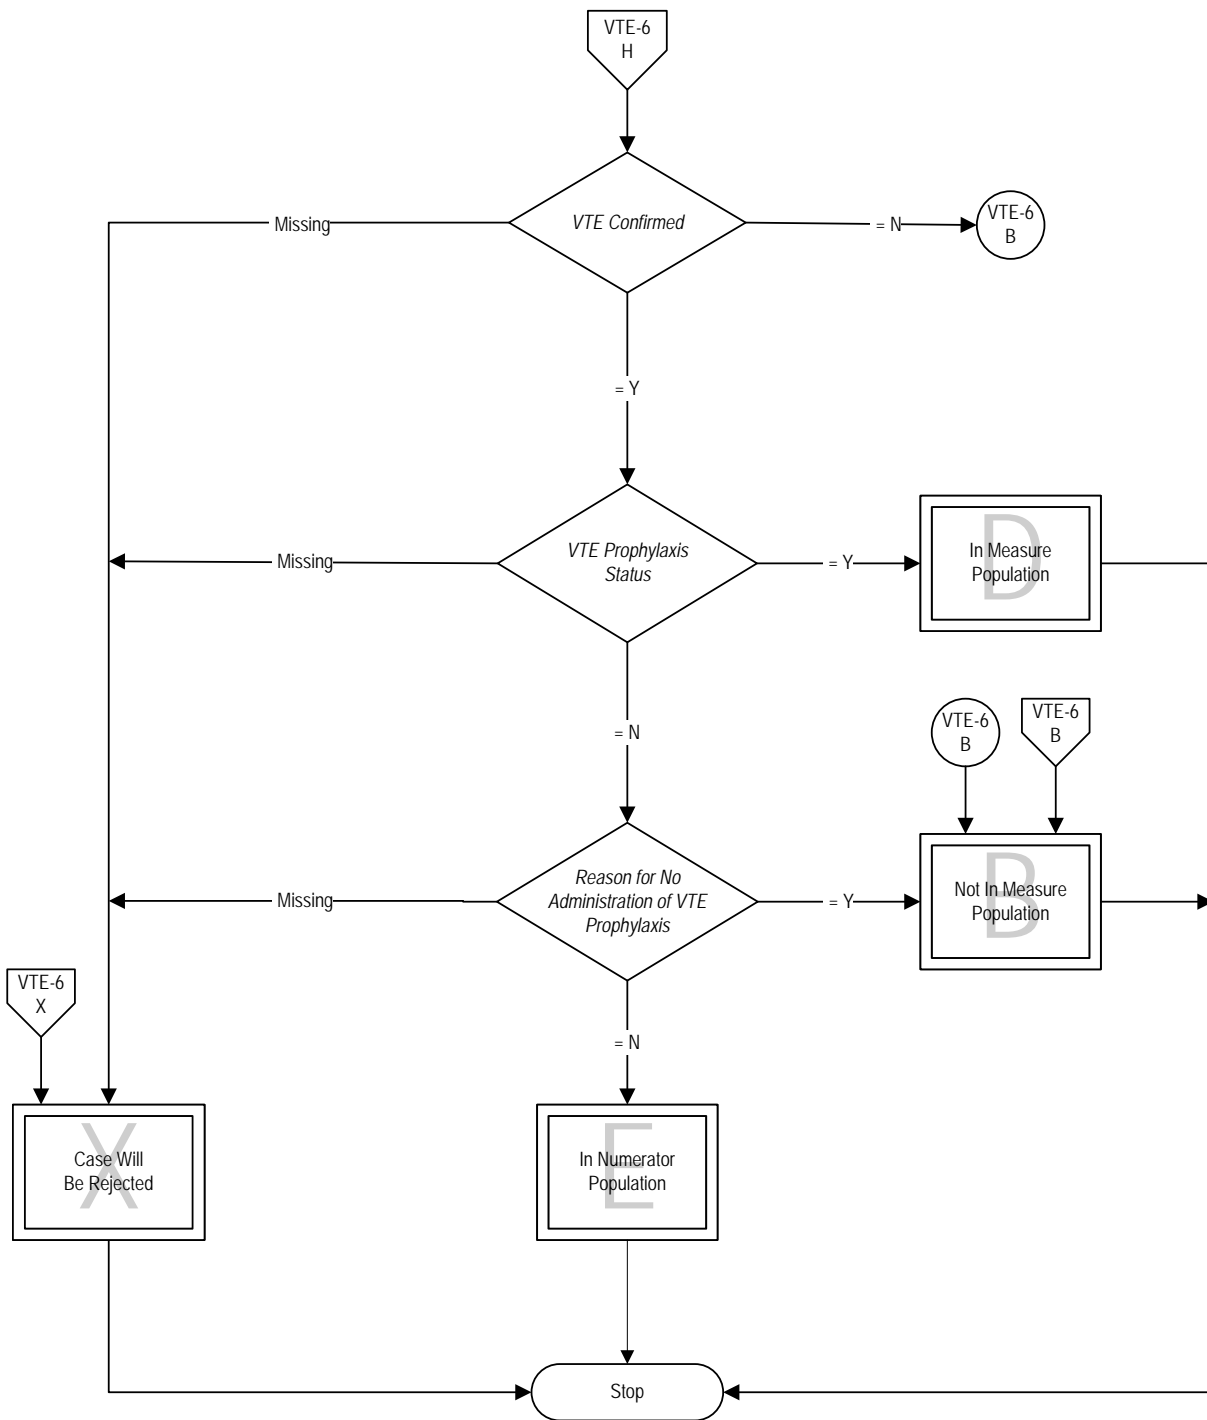 VTE-6
H
VTE Confirmed
Missing
= N
VTE-6
B
= Y
VTE Prophylaxis
Status
Missing
= Y
D
In Measure
Population
= N
VTE-6
B
VTE-6
B
Reason for No
Administration of VTE
Prophylaxis
Missing
= Y
B
Not In Measure
Population
VTE-6
X
= N
X
Case Will
Be Rejected
E
In Numerator
Population
Stop